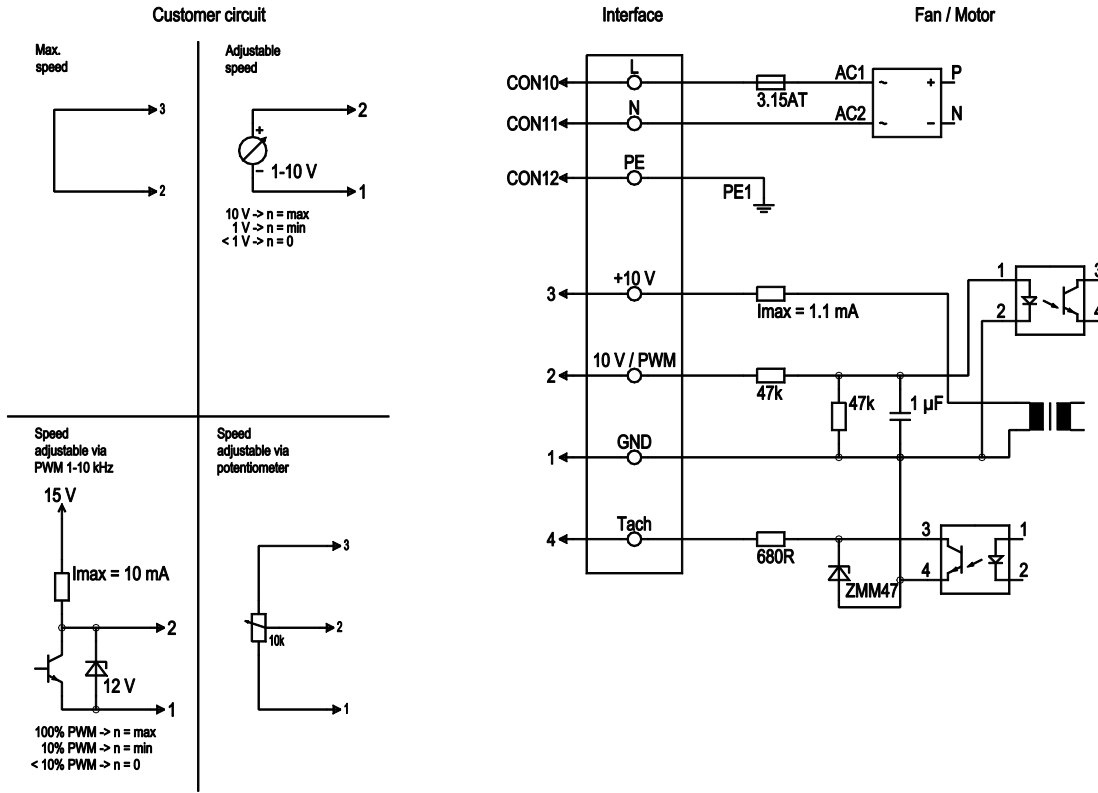 Customer circuit
Interface
Fan / Motor
Max.
speed
3
2
Adjustable
speed
2
+
–
1-10 V
1
10 V -> n = max
1 V -> n = min
< 1 V -> n = 0
Speed
adjustable via
PWM 1-10 kHz
15 V
Imax = 10 mA
2
12 V
1
100% PWM -> n = max
10% PWM -> n = min
< 10% PWM -> n = 0
Speed
adjustable via
potentiometer
3
2
10k
1
CON10
L
3.15AT
AC1
~
+
P
CON11
N
AC2
~
–
N
CON12
PE
PE1
3
+10 V
Imax = 1.1 mA
1
2
3
4
2
10 V / PWM
47k
47k
1 µF
1
GND
4
Tach
680R
ZMM47
3
4
1
2